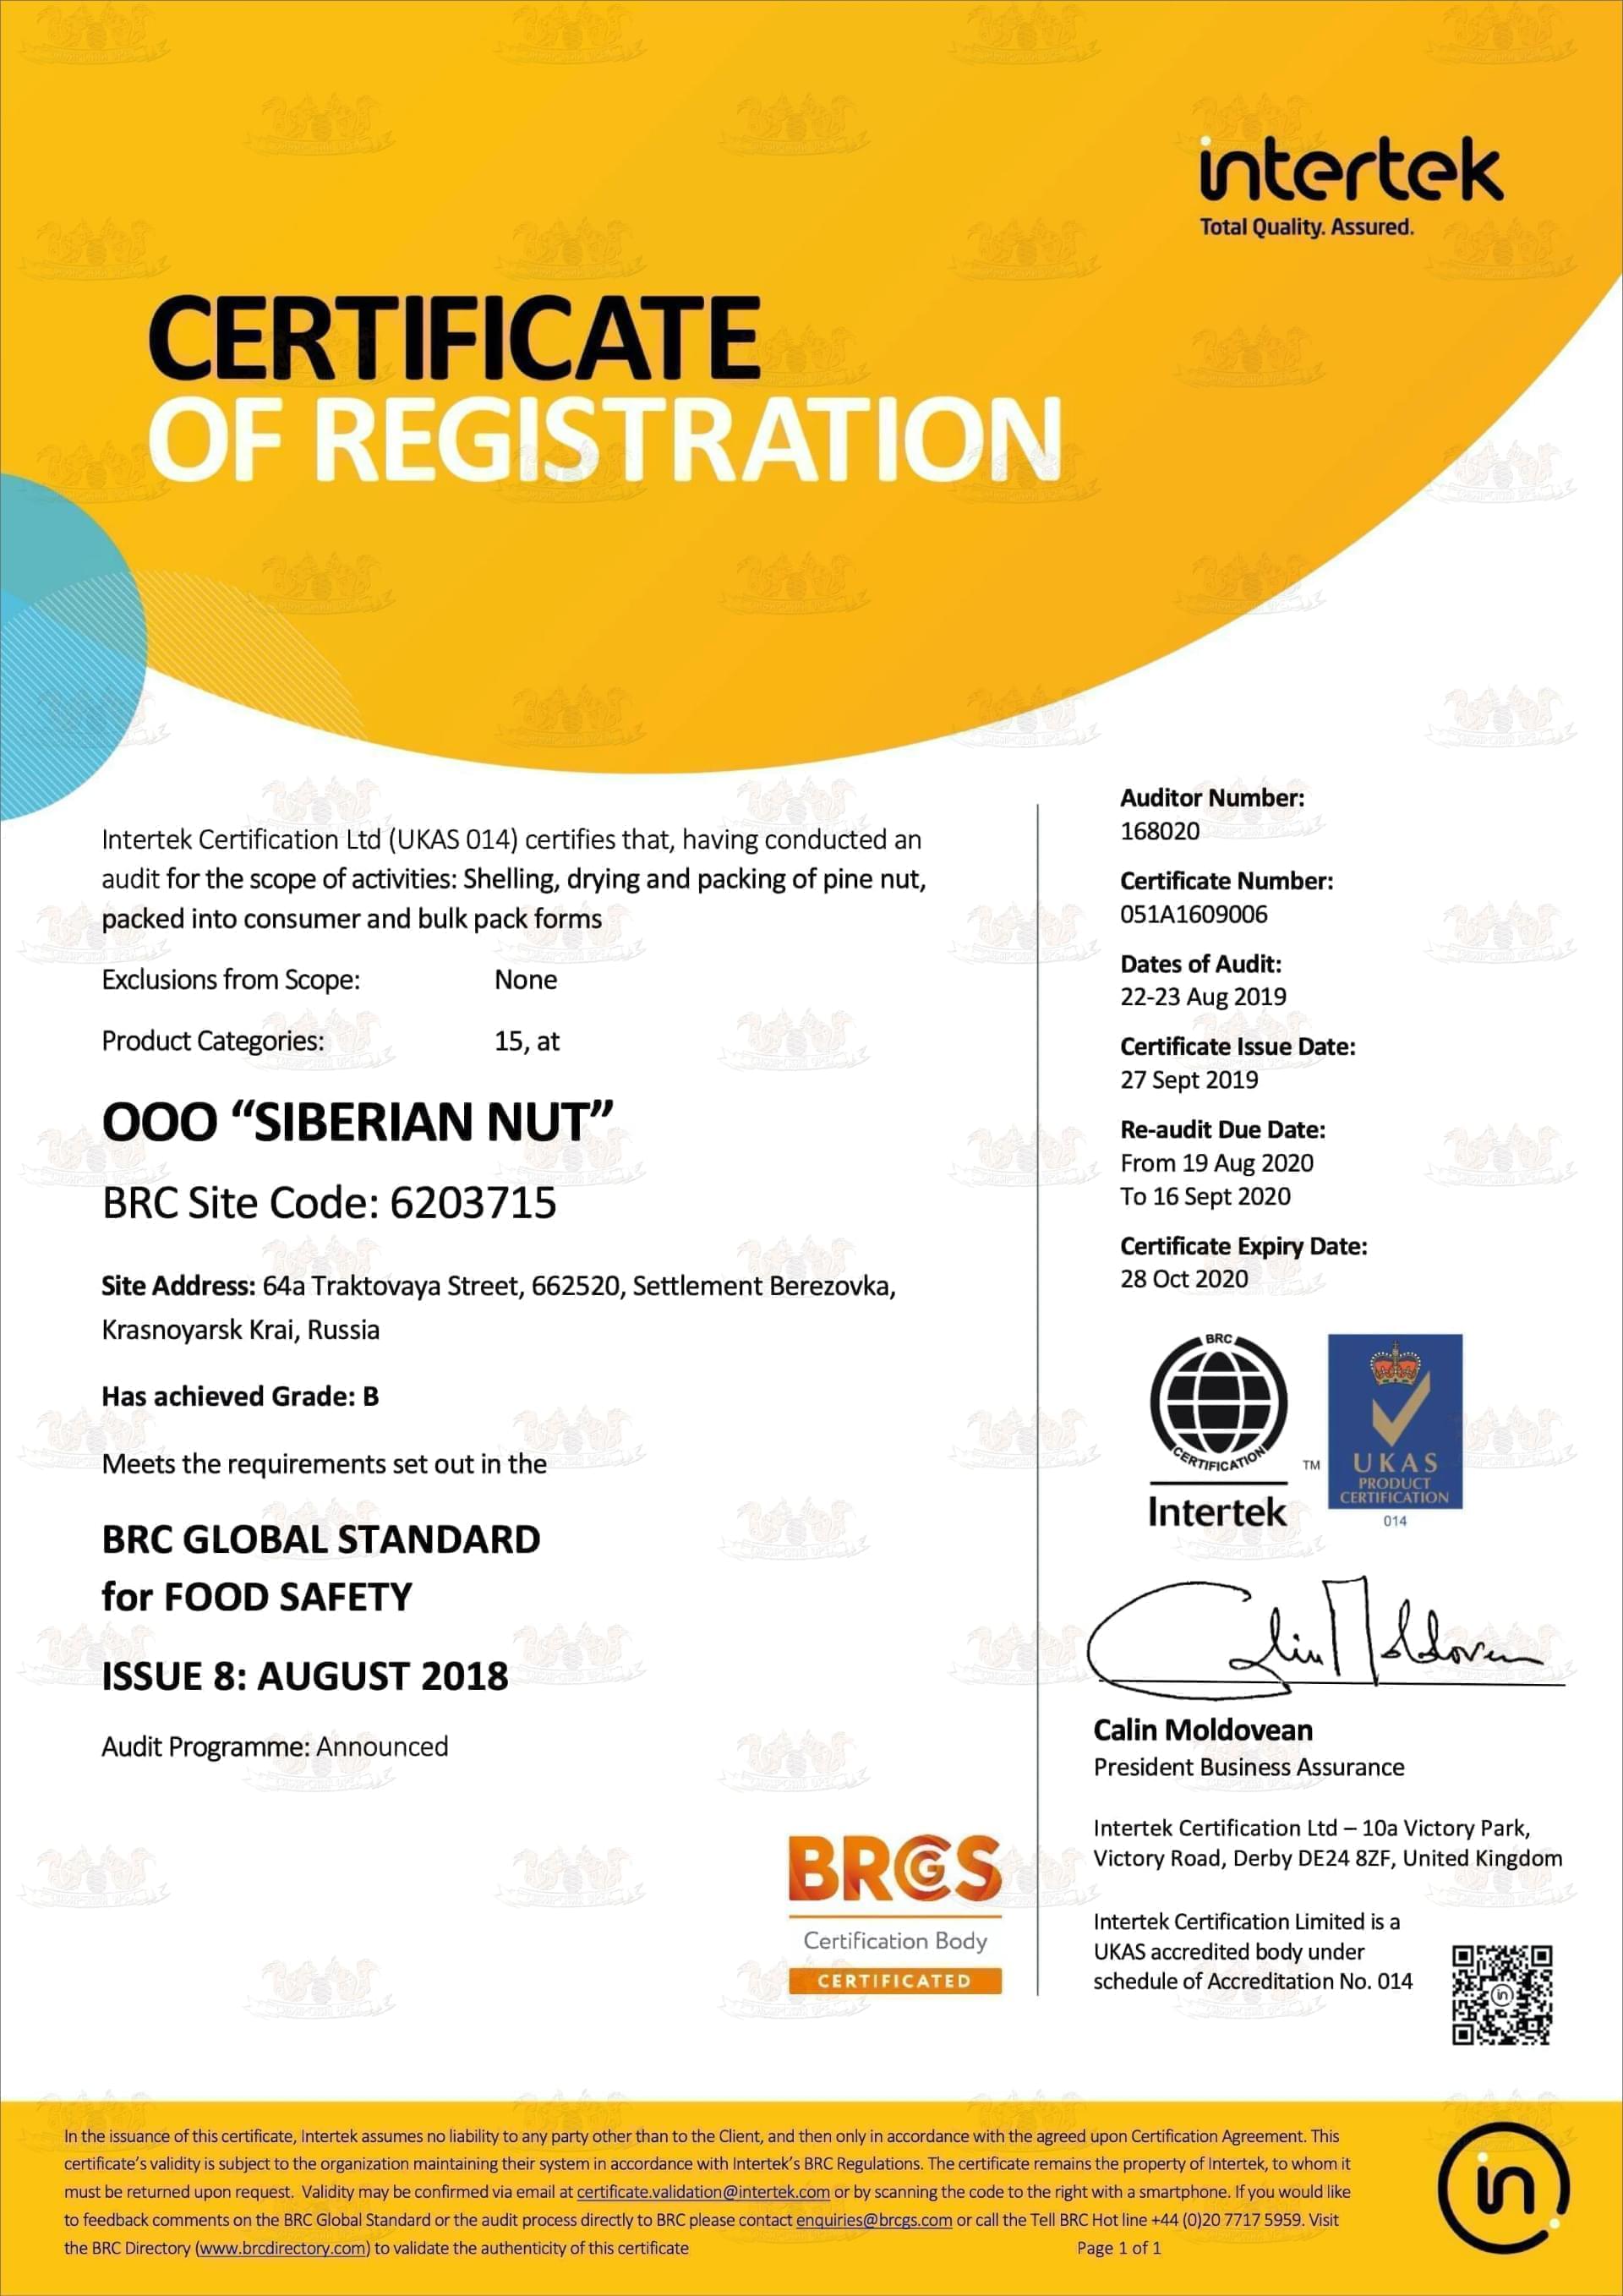 intertek
Total Quality. Assured.
CERTIFICATE
OF REGISTRATION
Intertek Certification Ltd (UKAS 014) certifies that, having conducted an
audit for the scope of activities: Shelling, drying and packing of pine nut,
packed into consumer and bulk pack forms
Exclusions from Scope: None
Product Categories: 15, at
OOO “SIBERIAN NUT”
BRC Site Code: 6203715
Site Address: 64a Traktovaya Street, 662520, Settlement Berezovka,
Krasnoyarsk Krai, Russia
Has achieved Grade: B
Meets the requirements set out in the
BRC GLOBAL STANDARD
for FOOD SAFETY
ISSUE 8: AUGUST 2018
Audit Programme: Announced
BRCGS
Certification Body
CERTIFICATED
Auditor Number:
168020
Certificate Number:
051A1609006
Dates of Audit:
22-23 Aug 2019
Certificate Issue Date:
27 Sept 2019
Re-audit Due Date:
From 19 Aug 2020
To 16 Sept 2020
Certificate Expiry Date:
28 Oct 2020
BRC
CERTIFICATION
TM
Intertek
UKAS
PRODUCT
CERTIFICATION
014
Calin Moldovean
Calin Moldovean
President Business Assurance
Intertek Certification Ltd – 10a Victory Park,
Victory Road, Derby DE24 8ZF, United Kingdom
Intertek Certification Limited is a
UKAS accredited body under
schedule of Accreditation No. 014
in
In the issuance of this certificate, Intertek assumes no liability to any party other than to the Client, and then only in accordance with the agreed upon Certification Agreement. This
certificate’s validity is subject to the organization maintaining their system in accordance with Intertek’s BRC Regulations. The certificate remains the property of Intertek, to whom it
must be returned upon request. Validity may be confirmed via email at certificate.validation@intertek.com or by scanning the code to the right with a smartphone. If you would like
to feedback comments on the BRC Global Standard or the audit process directly to BRC please contact enquiries@brcgs.com or call the Tell BRC Hot line +44 (0)20 7717 5959. Visit
the BRC Directory (www.brcdirectory.com) to validate the authenticity of this certificate
Page 1 of 1
in